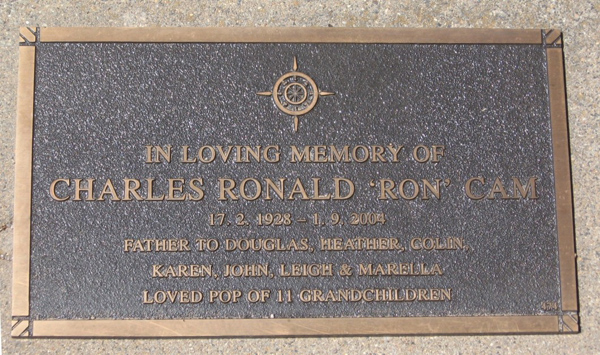 IN LOVING MEMORY OF
CHARLES RONALD 'RON' CAM
17. 2. 1928 – 1. 9. 2004
FATHER TO DOUGLAS, HEATHER, COLIN,
KAREN, JOHN, LEIGH & MARELLA
LOVED POP OF 11 GRANDCHILDREN